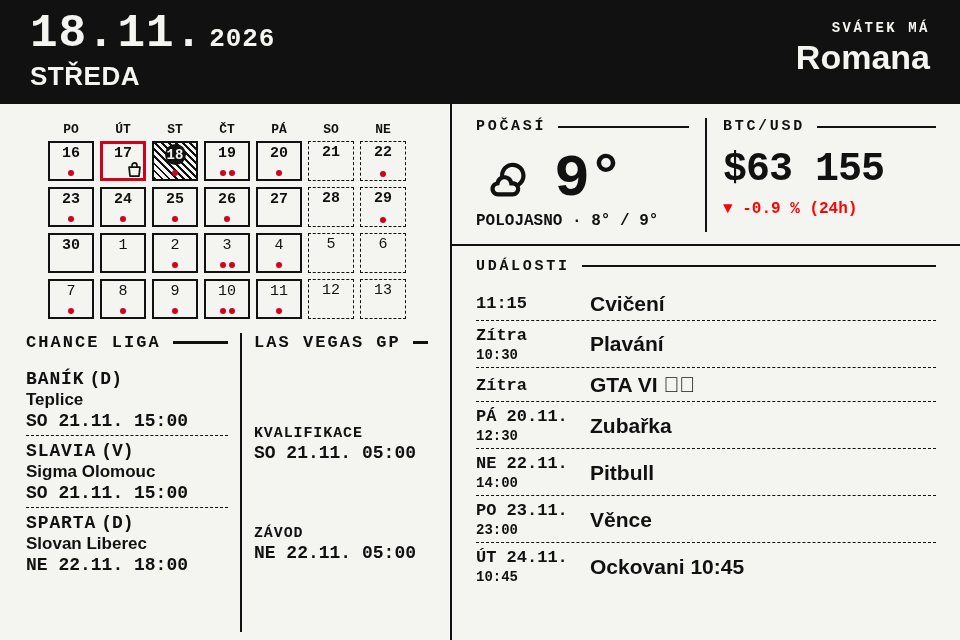 18.11. 2026
STŘEDA
SVÁTEK MÁ
Romana
PO ÚT ST ČT PÁ SO NE
16 17 18 19 20 21 22
23 24 25 26 27 28 29
30 1 2 3 4 5 6
7 8 9 10 11 12 13
CHANCE LIGA
BANÍK (D)
Teplice
SO 21.11. 15:00
SLAVIA (V)
Sigma Olomouc
SO 21.11. 15:00
SPARTA (D)
Slovan Liberec
NE 22.11. 18:00
LAS VEGAS GP
KVALIFIKACE
SO 21.11. 05:00
ZÁVOD
NE 22.11. 05:00
POČASÍ
9°
POLOJASNO · 8° / 9°
BTC/USD
$63 155
▼ -0.9 % (24h)
UDÁLOSTI
11:15 Cvičení
Zítra
10:30 Plavání
Zítra GTA VI
PÁ 20.11.
12:30 Zubařka
NE 22.11.
14:00 Pitbull
PO 23.11.
23:00 Věnce
ÚT 24.11.
10:45 Ockovani 10:45